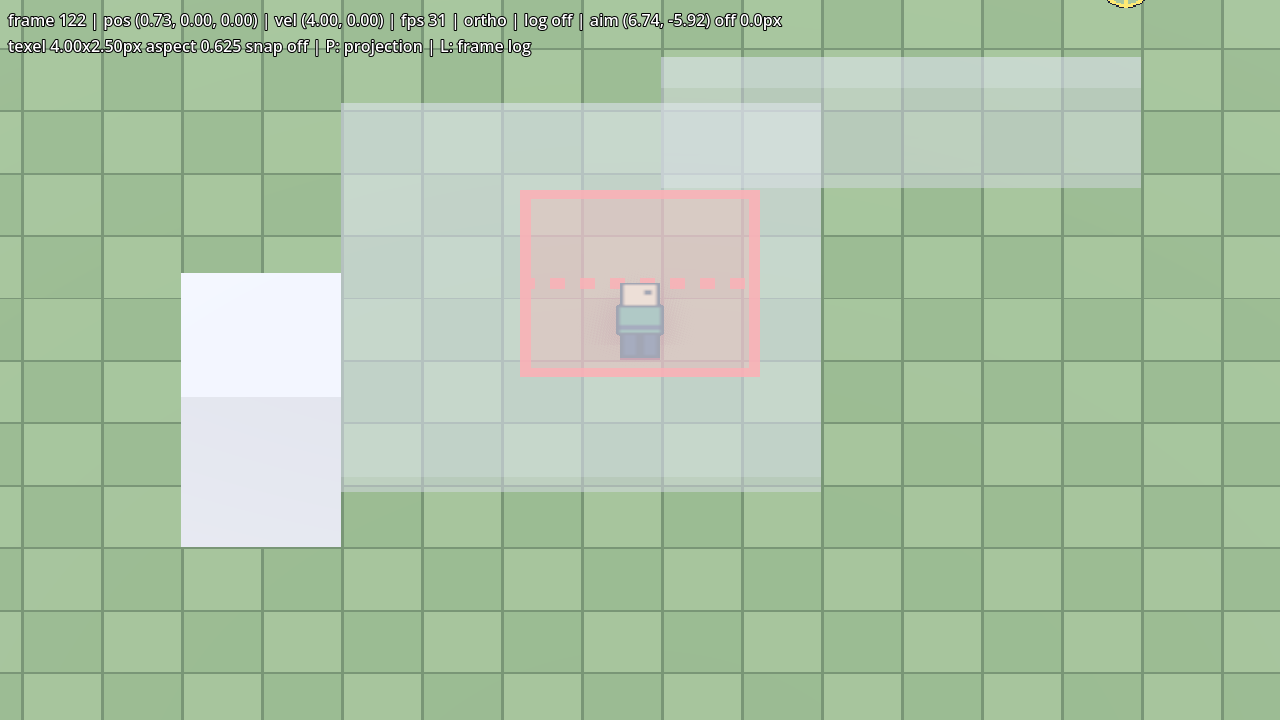 frame 122 | pos (0.73, 0.00, 0.00) | vel (4.00, 0.00) | fps 31 | ortho | log off | aim (6.74, -5.92) off 0.0px
texel 4.00x2.50px aspect 0.625 snap off | P: projection | L: frame log